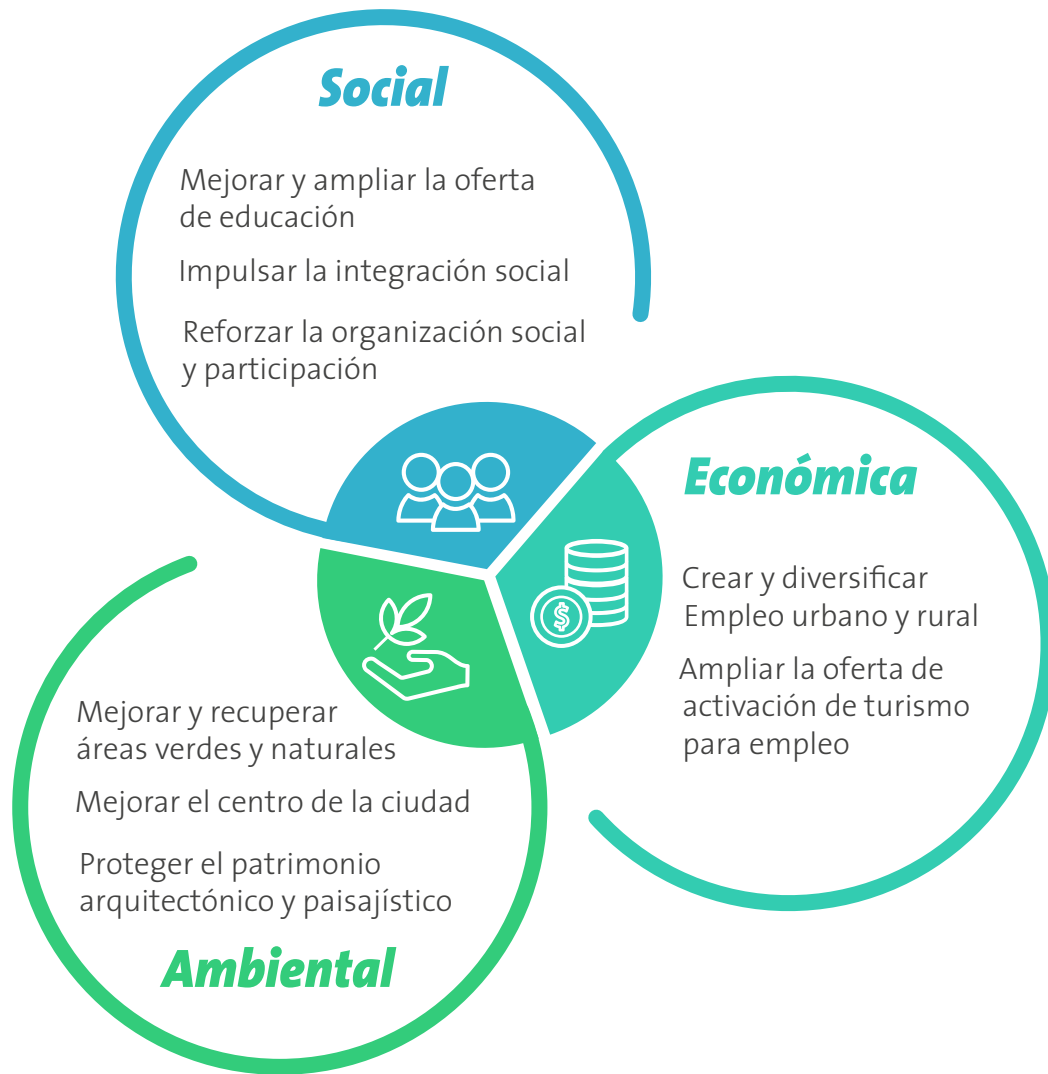 Social
Mejorar y ampliar la oferta
de educación
Impulsar la integración social
Reforzar la organización social
y participación
Económica
Crear y diversificar
Empleo urbano y rural
Ampliar la oferta de
activación de turismo
para empleo
$
Mejorar y recuperar
áreas verdes y naturales
Mejorar el centro de la ciudad
Proteger el patrimonio
arquitectónico y paisajístico
Ambiental